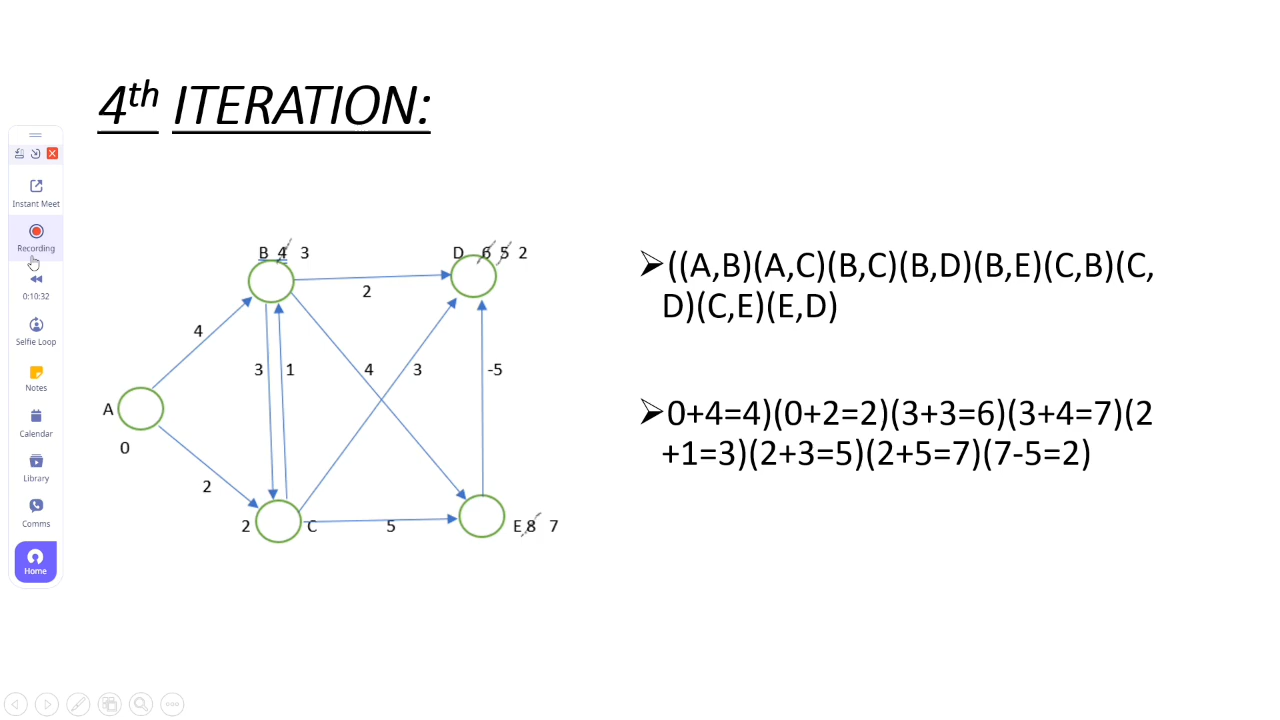 4th ITERATION:
Instant Meet
Recording
0:10:32
Selfie Loop
Notes
Calendar
Library
Comms
Home
B 4 3
D 6 5 2
2
4
3 1
4
3
-5
A
0
2
2
C
5
E 8 7
➢((A,B)(A,C)(B,C)(B,D)(B,E)(C,B)(C,
D)(C,E)(E,D)
➢0+4=4)(0+2=2)(3+3=6)(3+4=7)(2
+1=3)(2+3=5)(2+5=7)(7-5=2)